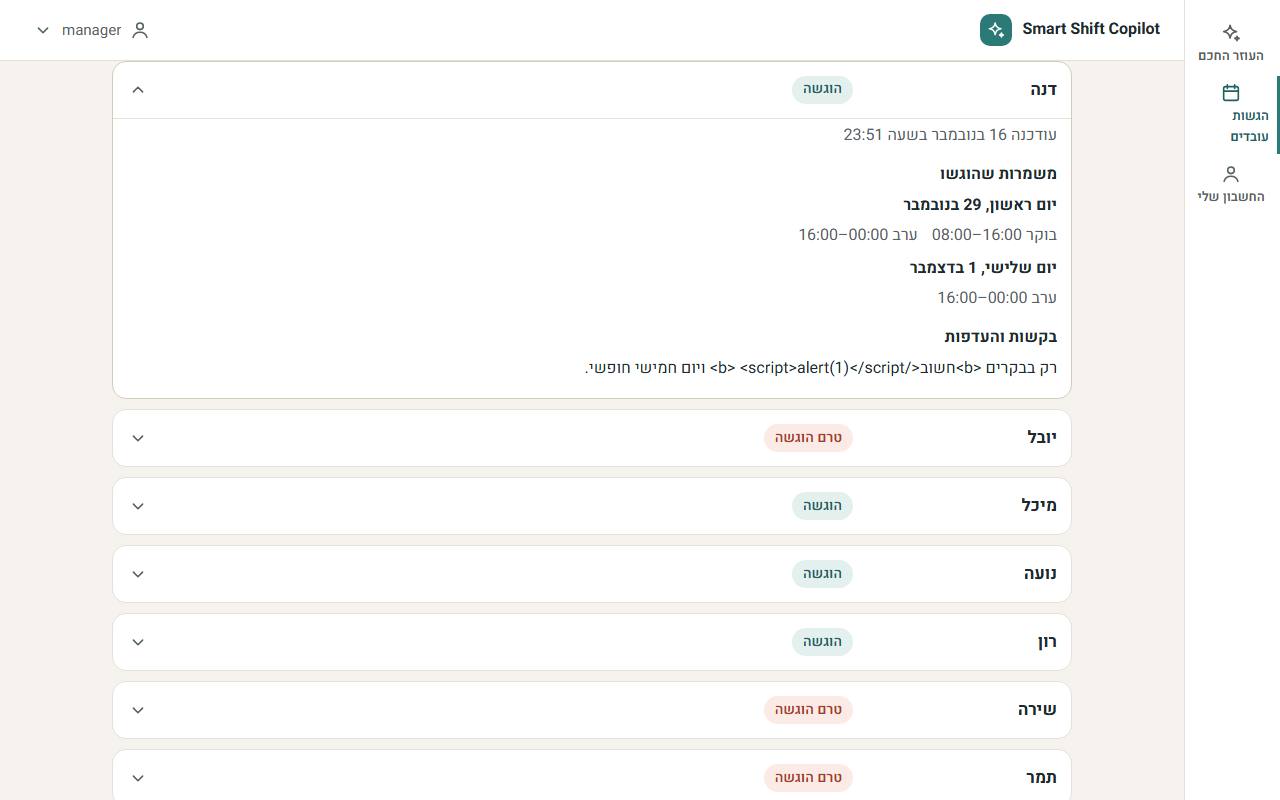 Smart Shift Copilot
manager
העוזר החכם
הגשות
עובדים
החשבון שלי
דנה
הוגשה
עודכנה 16 בנובמבר בשעה 23:51
משמרות שהוגשו
יום ראשון, 29 בנובמבר
בוקר 08:00–16:00 ערב 16:00–00:00
יום שלישי, 1 בדצמבר
ערב 16:00–00:00
בקשות והעדפות
רק בבקרים <b>חשוב</b> <script>alert(1)</script> ויום חמישי חופשי.
יובל
טרם הוגשה
מיכל
הוגשה
נועה
הוגשה
רון
הוגשה
שירה
טרם הוגשה
תמר
טרם הוגשה